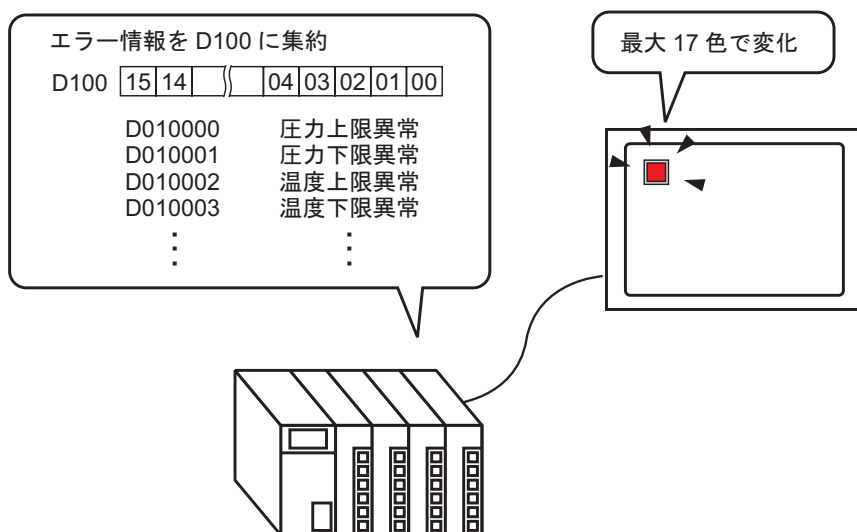 エラー情報を D100 に集約
D100 15 14 04 03 02 01 00
D010000 圧力上限異常
D010001 圧力下限異常
D010002 温度上限異常
D010003 温度下限異常
⋮ ⋮
最大 17 色で変化